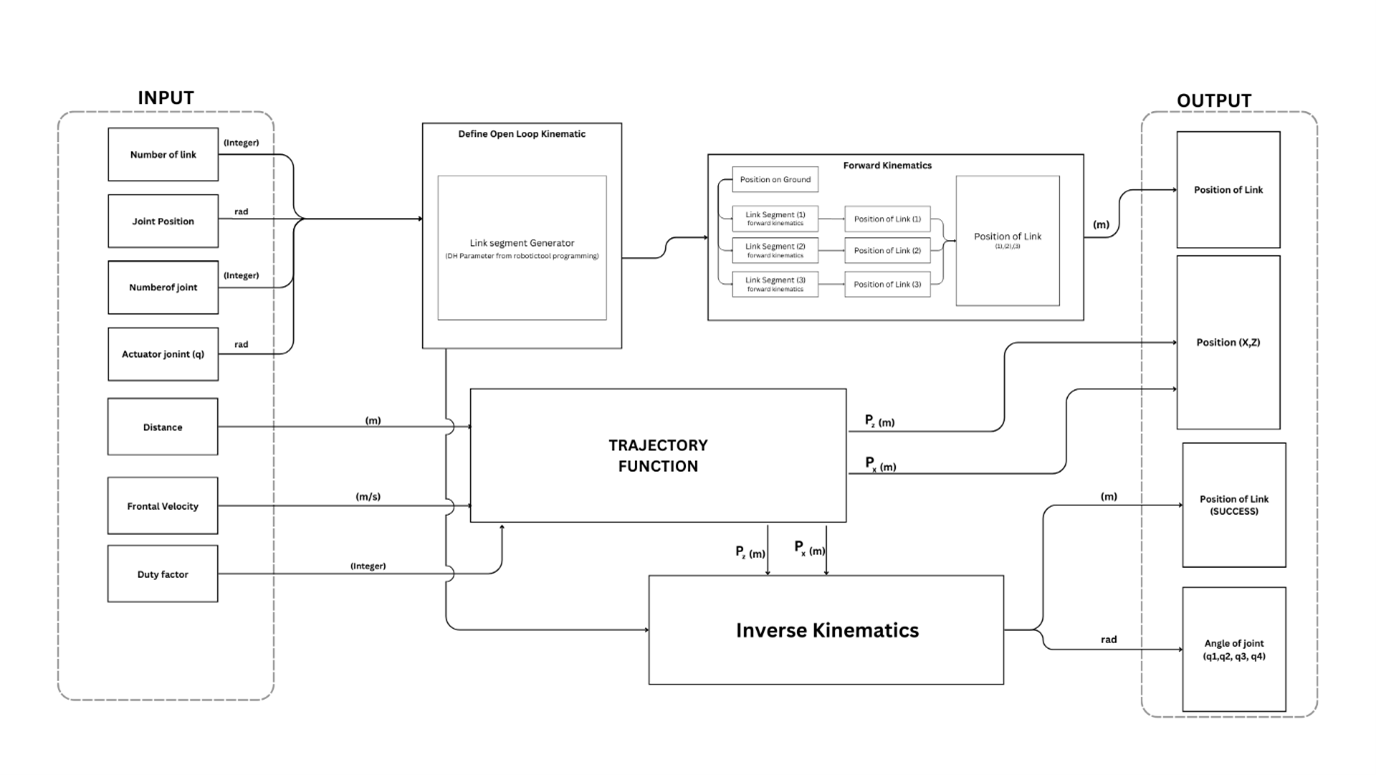 INPUT
OUTPUT
Number of link
(Integer)
Joint Position
rad
Numberof joint
(Integer)
Actuator jonint (q)
rad
Distance
(m)
Frontal Velocity
(m/s)
Duty factor
(Integer)
Define Open Loop Kinematic
Link segment Generator
(DH Parameter from robotictool programming)
Forward Kinematics
Position on Ground
Link Segment (1)
forward kinematics
Position of Link (1)
Link Segment (2)
forward kinematics
Position of Link (2)
Link Segment (3)
forward kinematics
Position of Link (3)
Position of Link
(1),(2),(3)
(m)
Position of Link
TRAJECTORY
FUNCTION
Pz (m)
Px (m)
Position (X,Z)
Pz (m)
Px (m)
Inverse Kinematics
(m)
Position of Link
(SUCCESS)
rad
Angle of joint
(q1,q2, q3, q4)